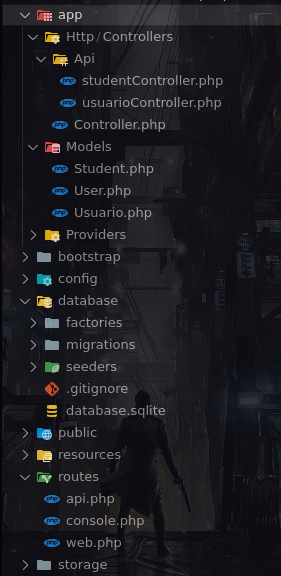 app
Http / Controllers
Api
studentController.php
usuarioController.php
Controller.php
Models
Student.php
User.php
Usuario.php
Providers
bootstrap
config
database
factories
migrations
seeders
.gitignore
database.sqlite
public
resources
routes
api.php
console.php
web.php
storage